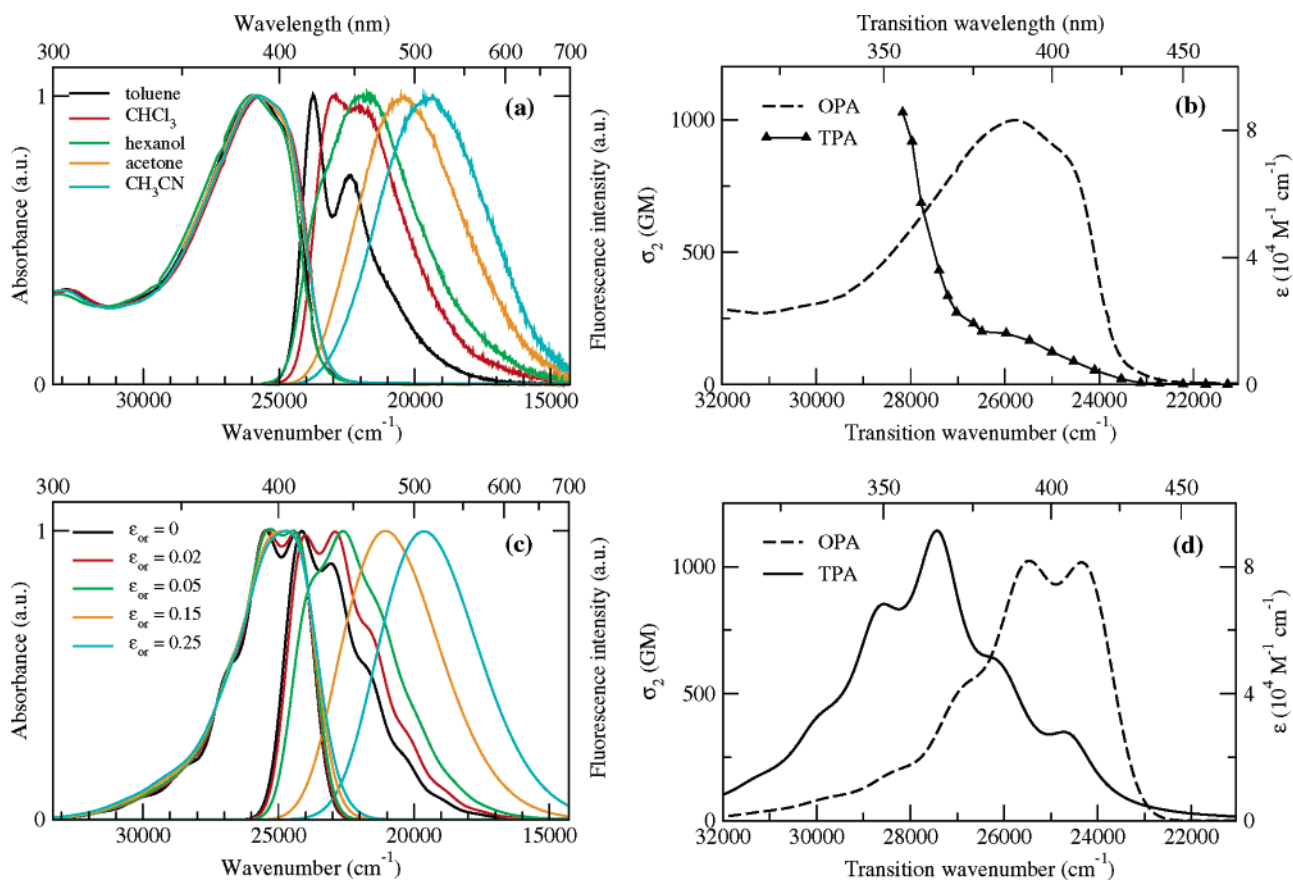 Wavelength (nm)
300 400 500 600 700
Absorbance (a.u.)
1
0
toluene
CHCl3
hexanol
acetone
CH3CN
(a)
Fluorescence intensity (a.u.)
30000 25000 20000 15000
Wavenumber (cm-1)
Transition wavelength (nm)
350 400 450
σ2 (GM)
1000
500
0
OPA
TPA
(b)
8
4
0
ε (10^4 M-1 cm-1)
32000 30000 28000 26000 24000 22000
Transition wavenumber (cm-1)
300 400 500 600 700
Absorbance (a.u.)
1
0
εor = 0
εor = 0.02
εor = 0.05
εor = 0.15
εor = 0.25
(c)
Fluorescence intensity (a.u.)
30000 25000 20000 15000
Wavenumber (cm-1)
350 400 450
σ2 (GM)
1000
500
0
OPA
TPA
(d)
8
4
0
ε (10^4 M-1 cm-1)
32000 30000 28000 26000 24000 22000
Transition wavenumber (cm-1)